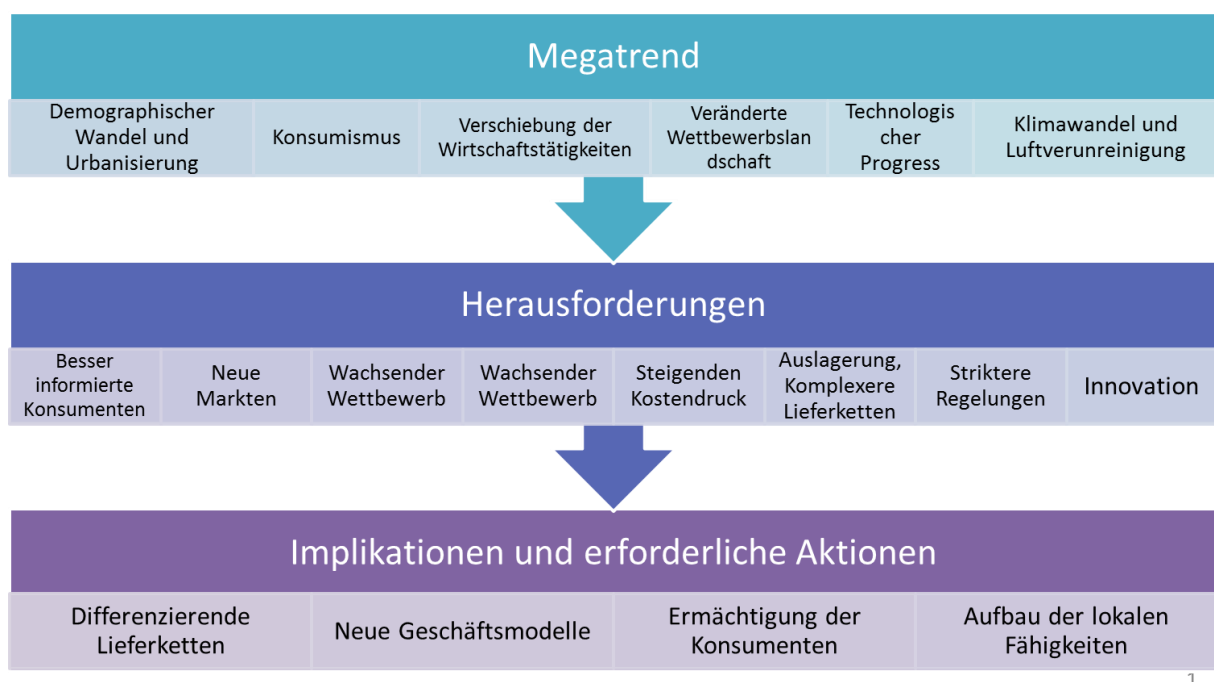 Megatrend
Demographischer
Wandel und
Urbanisierung
Konsumismus
Verschiebung der
Wirtschaftstätigkeiten
Veränderte
Wettbewerbslan
dschaft
Technologis
cher
Progress
Klimawandel und
Luftverunreinigung
Herausforderungen
Besser
informierte
Konsumenten
Neue
Markten
Wachsender
Wettbewerb
Wachsender
Wettbewerb
Steigenden
Kostendruck
Auslagerung,
Komplexere
Lieferketten
Striktere
Regelungen
Innovation
Implikationen und erforderliche Aktionen
Differenzierende
Lieferketten
Neue Geschäftsmodelle
Ermächtigung der
Konsumenten
Aufbau der lokalen
Fähigkeiten
1